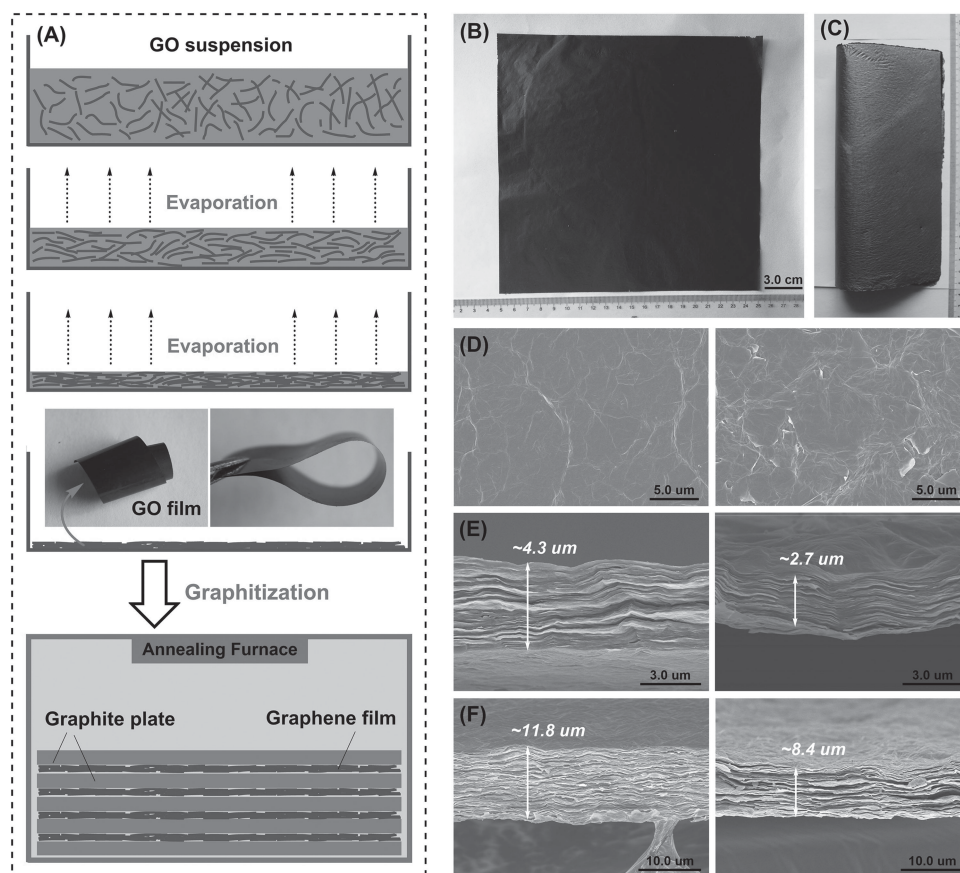 (A)
GO suspension
Evaporation
Evaporation
GO film
Graphitization
Annealing Furnace
Graphite plate
Graphene film
(B)
3.0 cm
(C)
(D)
5.0 um
5.0 um
(E)
~4.3 um
3.0 um
~2.7 um
3.0 um
(F)
~11.8 um
10.0 um
~8.4 um
10.0 um